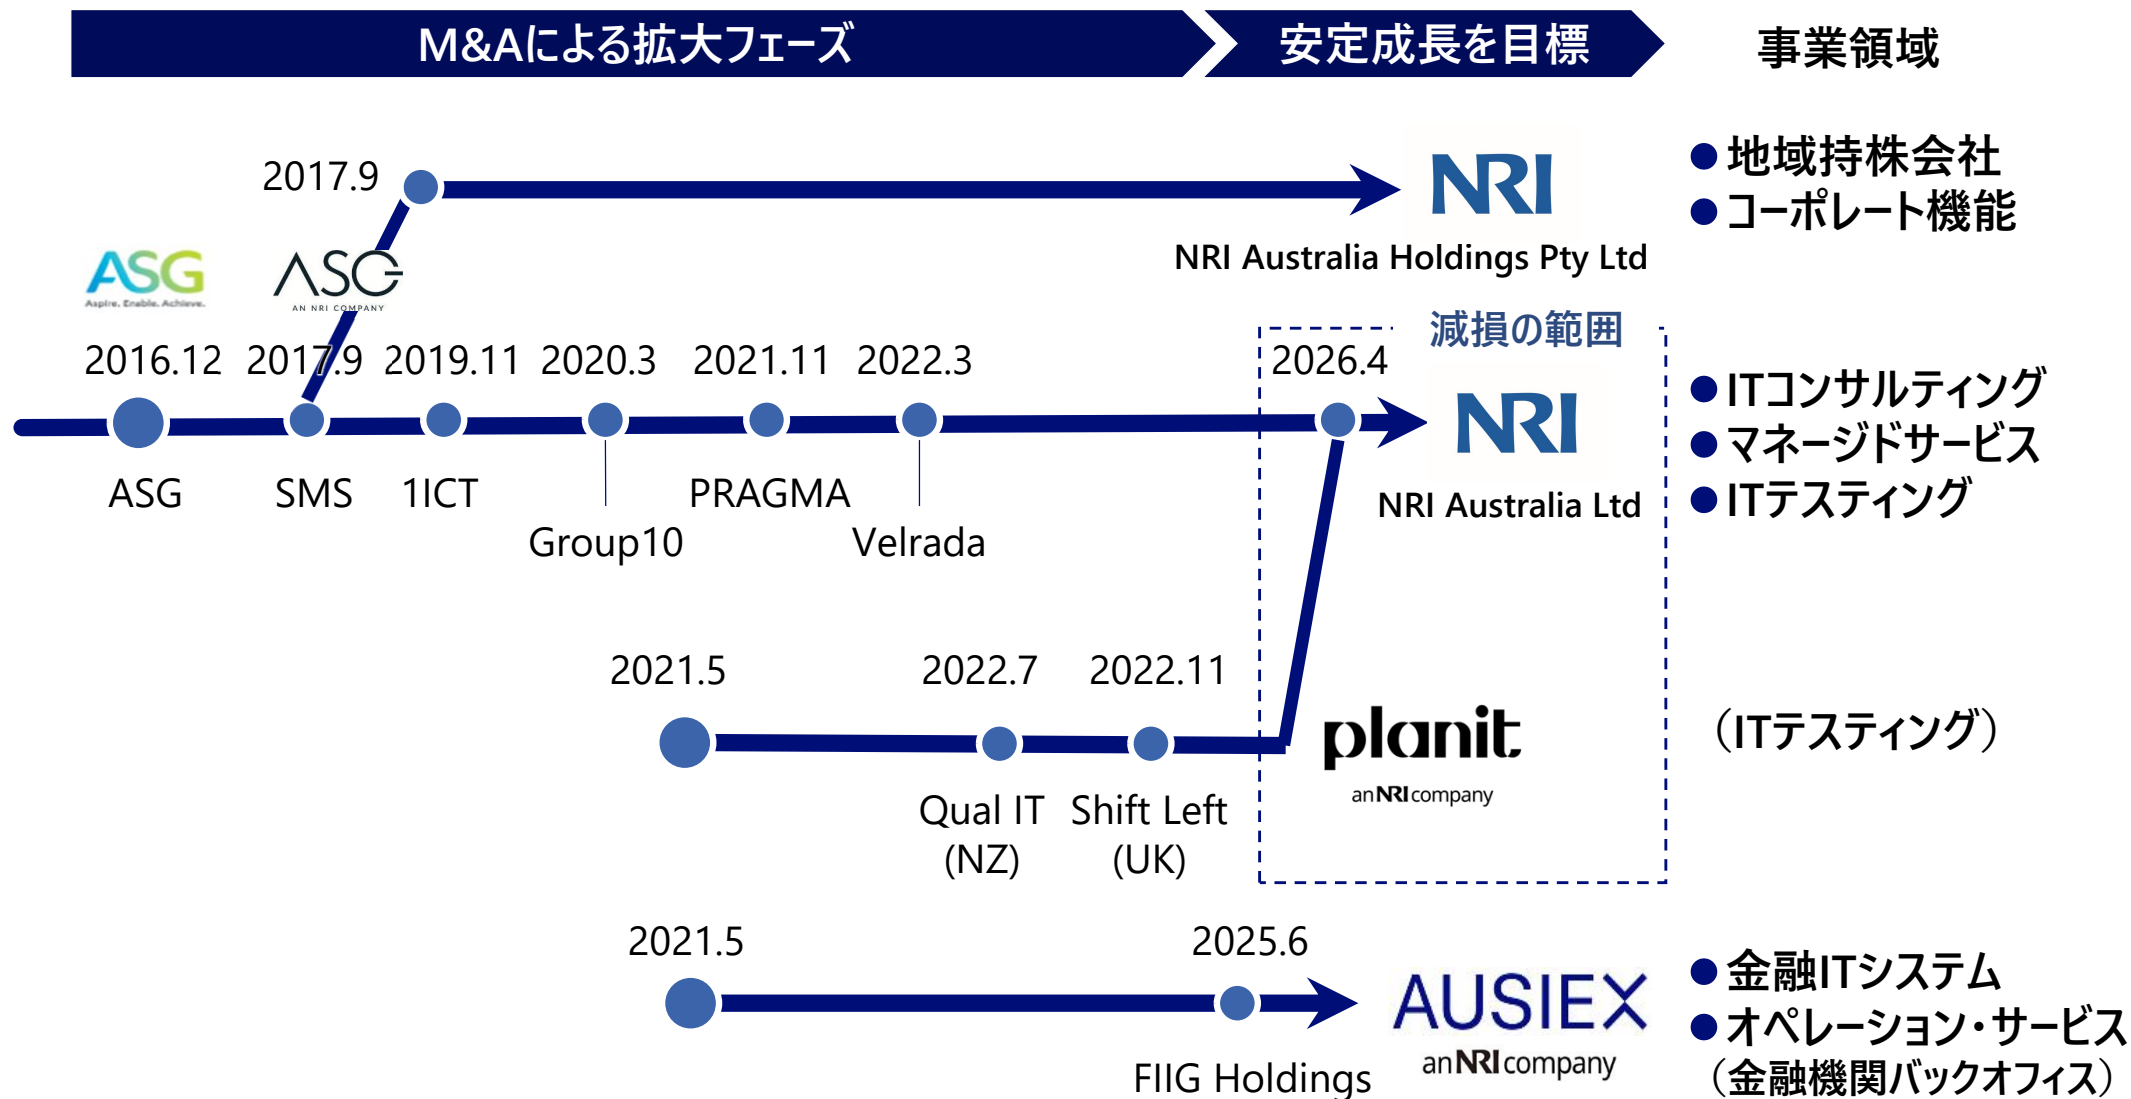 M&Aによる拡大フェーズ
安定成長を目標
事業領域
2017.9
NRI
NRI Australia Holdings Pty Ltd
●地域持株会社
●コーポレート機能
ASG
Aspire. Enable. Achieve.
ASG
AN NRI COMPANY
減損の範囲
2016.12
2017.9
2019.11
2020.3
2021.11
2022.3
2026.4
NRI
NRI Australia Ltd
●ITコンサルティング
●マネージドサービス
●ITテスティング
ASG
SMS
1ICT
Group10
PRAGMA
Velrada
2021.5
2022.7
2022.11
planit
an NRI company
（ITテスティング）
Qual IT
(NZ)
Shift Left
(UK)
2021.5
2025.6
FIIG Holdings
AUSIEX
an NRI company
●金融ITシステム
●オペレーション・サービス
（金融機関バックオフィス）